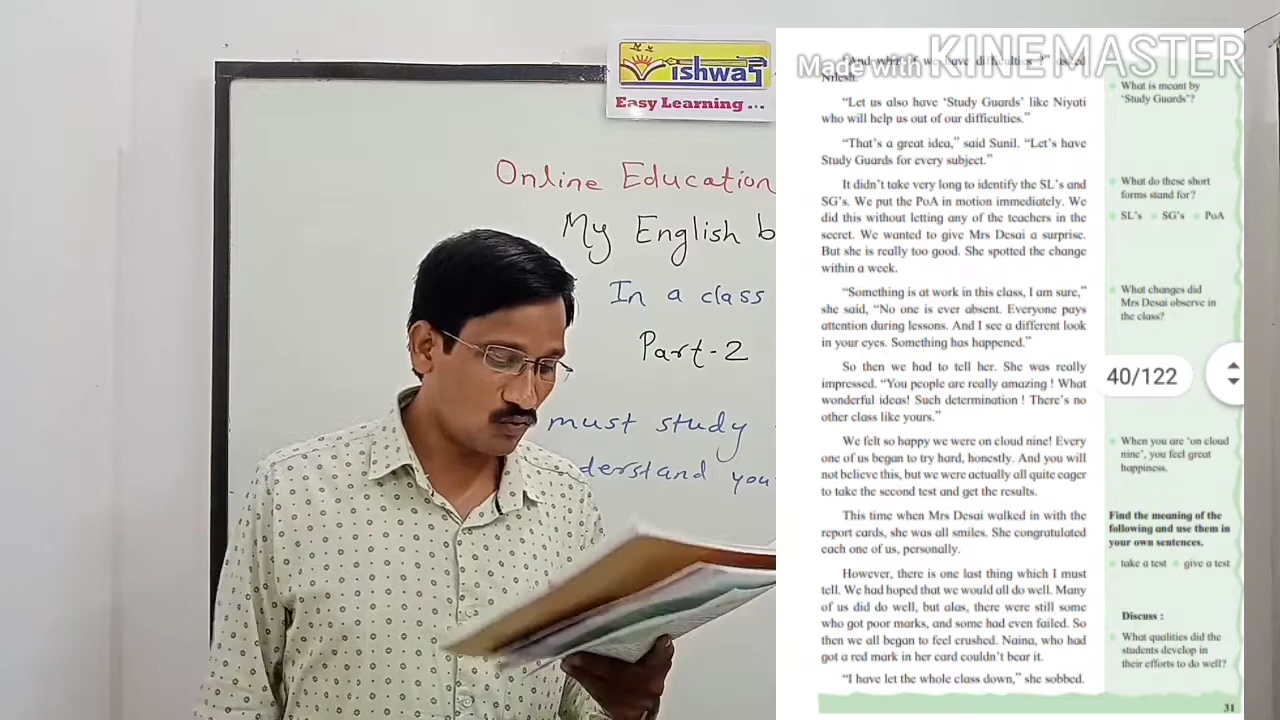 ishwa
Easy Learning ...
Online Education
My English b
In a class
Part-2
must study
derstand you
Made with KINEMASTER
"And what if we have difficulties ?" asked
Nilesh.
"Let us also have 'Study Guards' like Niyati
who will help us out of our difficulties."
"That's a great idea," said Sunil. "Let's have
Study Guards for every subject."
It didn't take very long to identify the SL's and
SG's. We put the PoA in motion immediately. We
did this without letting any of the teachers in the
secret. We wanted to give Mrs Desai a surprise.
But she is really too good. She spotted the change
within a week.
"Something is at work in this class, I am sure,"
she said, "No one is ever absent. Everyone pays
attention during lessons. And I see a different look
in your eyes. Something has happened."
So then we had to tell her. She was really
impressed. "You people are really amazing ! What
wonderful ideas! Such determination ! There's no
other class like yours."
We felt so happy we were on cloud nine! Every
one of us began to try hard, honestly. And you will
not believe this, but we were actually all quite eager
to take the second test and get the results.
This time when Mrs Desai walked in with the
report cards, she was all smiles. She congratulated
each one of us, personally.
However, there is one last thing which I must
tell. We had hoped that we would all do well. Many
of us did do well, but alas, there were still some
who got poor marks, and some had even failed. So
then we all began to feel crushed. Naina, who had
got a red mark in her card couldn't bear it.
"I have let the whole class down," she sobbed.
What is meant by
'Study Guards'?
What do these short
forms stand for?
SL's SG's PoA
What changes did
Mrs Desai observe in
the class?
40/122
When you are 'on cloud
nine', you feel great
happiness.
Find the meaning of the
following and use them in
your own sentences.
take a test give a test
Discuss :
What qualities did the
students develop in
their efforts to do well?
31